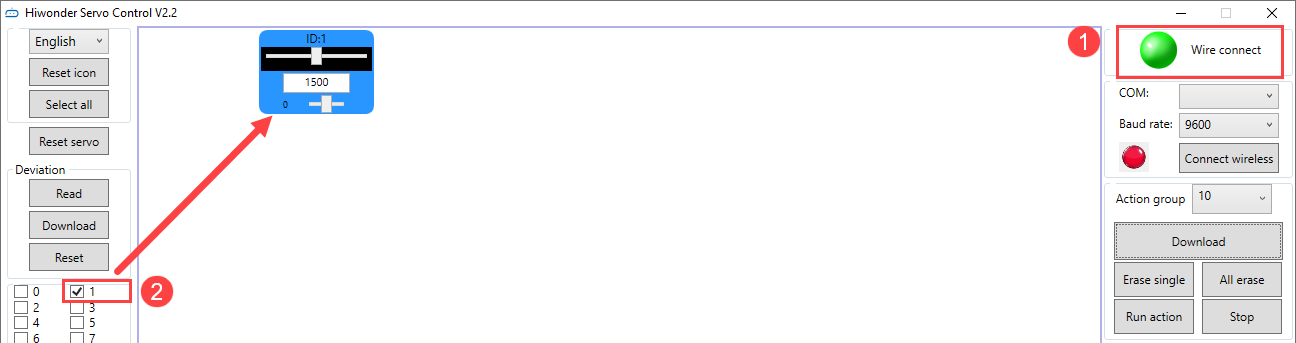 Hiwonder Servo Control V2.2
English
Reset icon
Select all
Reset servo
Deviation
Read
Download
Reset
0
1
2
3
4
5
6
7
2
ID:1
1500
0
1
Wire connect
COM:
Baud rate:
9600
Connect wireless
Action group
10
Download
Erase single
All erase
Run action
Stop